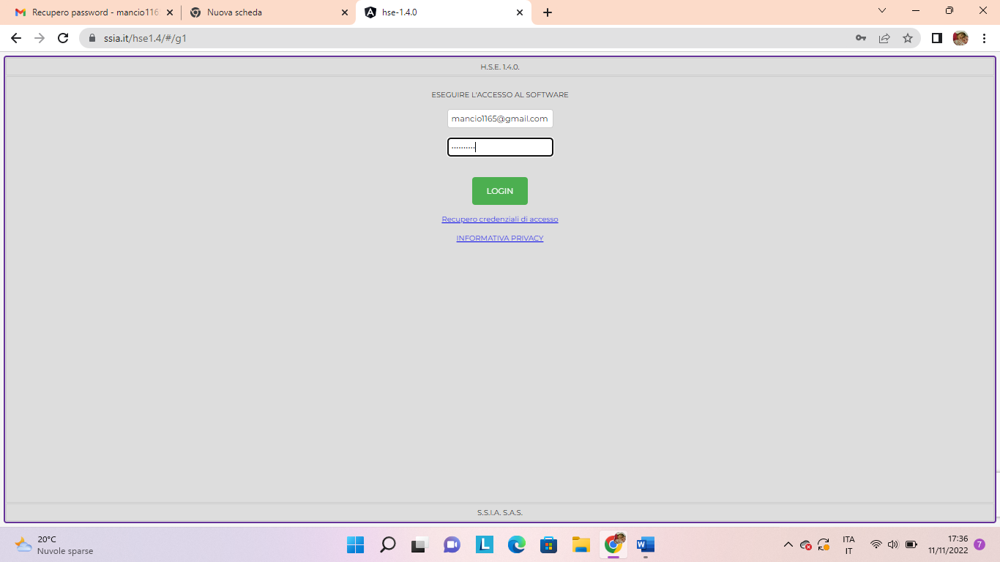 Recupero password - mancio116
Nuova scheda
hse-1.4.0
ssia.it/hse1.4/#/g1
H.S.E. 1.4.0.
ESEGUIRE L'ACCESSO AL SOFTWARE
mancio1165@gmail.com
··········
LOGIN
Recupero credenziali di accesso
INFORMATIVA PRIVACY
S.S.I.A. S.A.S.
20°C
Nuvole sparse
L
W
ITA
IT
17:36
11/11/2022
7